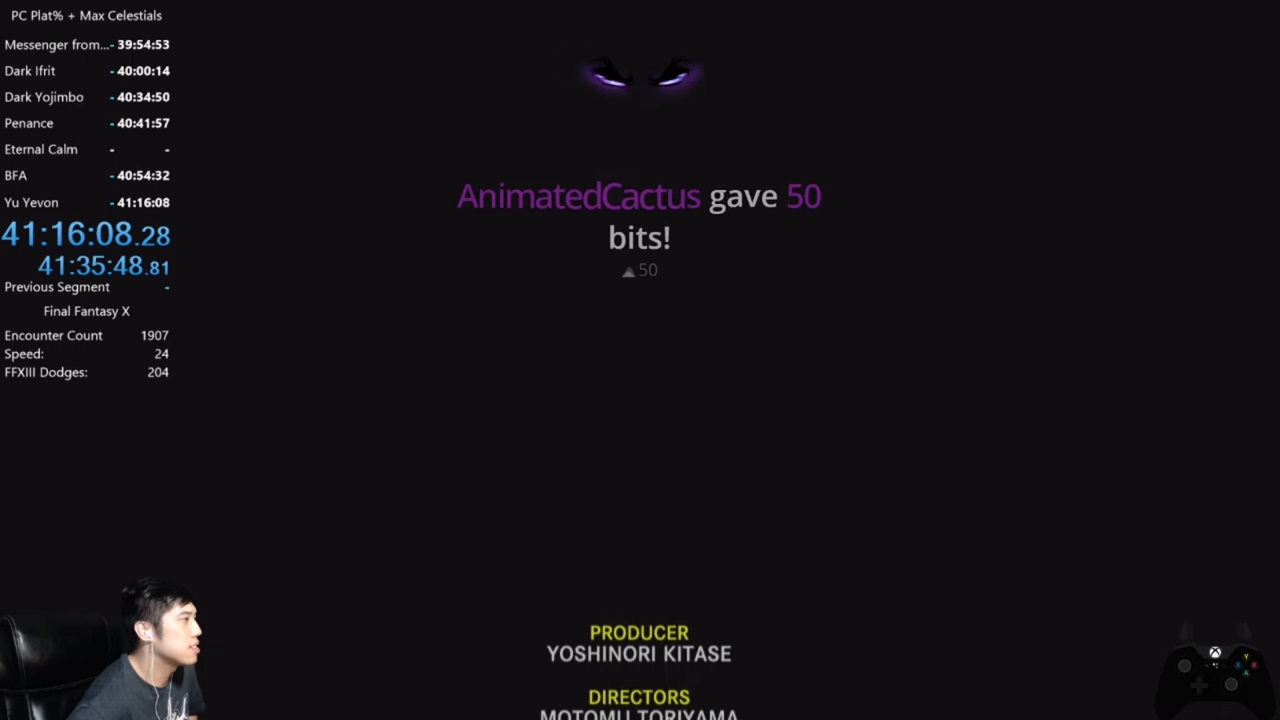 PC Plat% + Max Celestials
Messenger from...- 39:54:53
Dark Ifrit - 40:00:14
Dark Yojimbo - 40:34:50
Penance - 40:41:57
Eternal Calm - -
BFA - 40:54:32
Yu Yevon - 41:16:08
41:16:08.28
41:35:48.81
Previous Segment -
Final Fantasy X
Encounter Count 1907
Speed: 24
FFXIII Dodges: 204
AnimatedCactus gave 50
bits!
50
PRODUCER
YOSHINORI KITASE
DIRECTORS
MOTOMU TORIYAMA